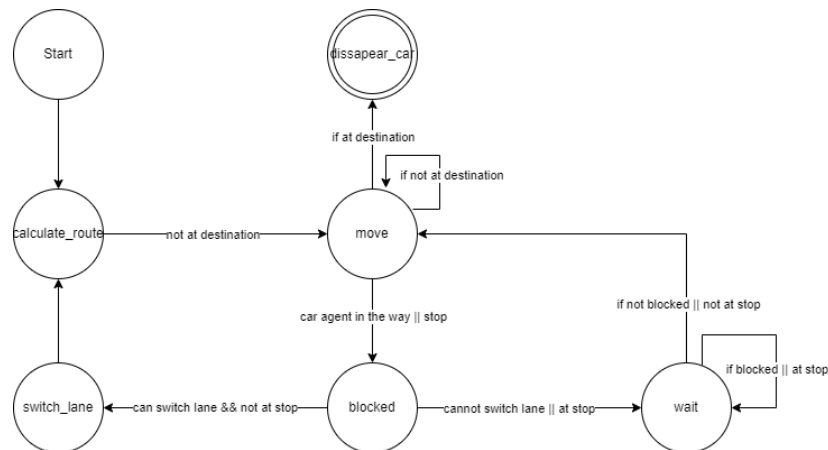 Start
dissapear_car
if at destination
if not at destination
calculate_route
not at destination
move
if not blocked || not at stop
car agent in the way || stop
if blocked || at stop
switch_lane
can switch lane && not at stop
blocked
cannot switch lane || at stop
wait